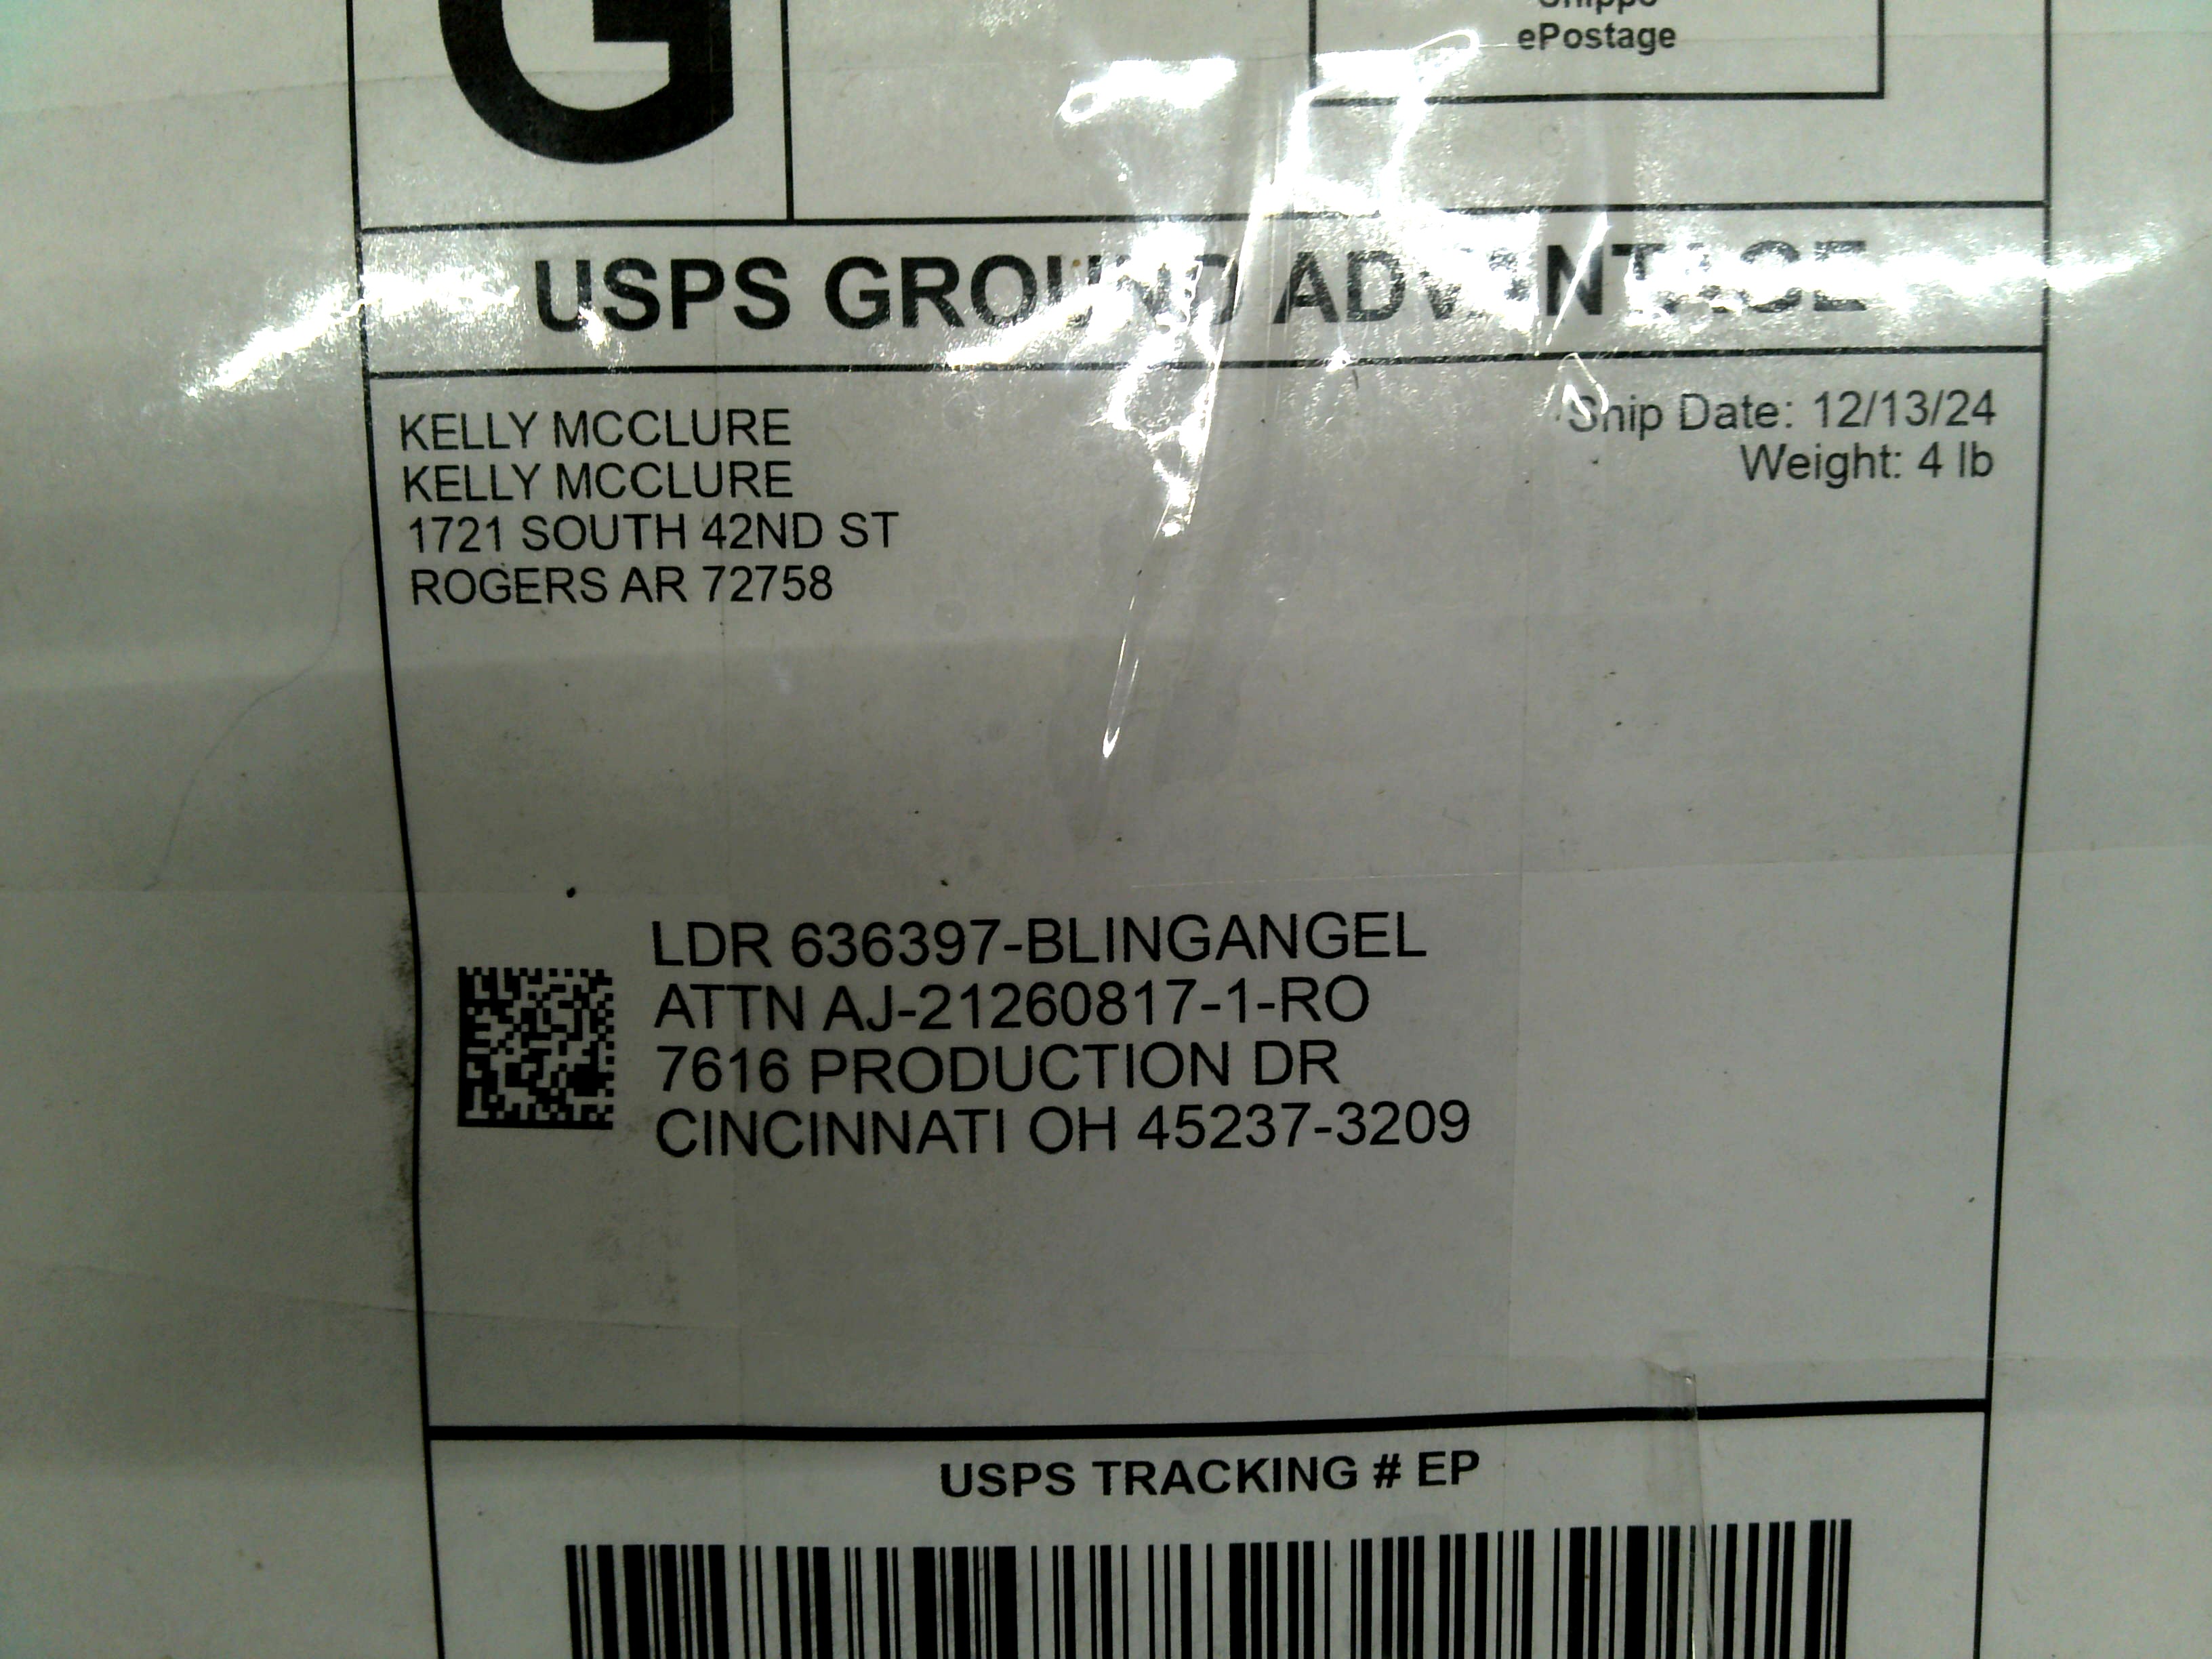 G
ePostage
USPS GROUND ADVANTAGE
KELLY MCCLURE
KELLY MCCLURE
1721 SOUTH 42ND ST
ROGERS AR 72758
Ship Date: 12/13/24
Weight: 4 lb
LDR 636397-BLINGANGEL
ATTN AJ-21260817-1-RO
7616 PRODUCTION DR
CINCINNATI OH 45237-3209
USPS TRACKING # EP